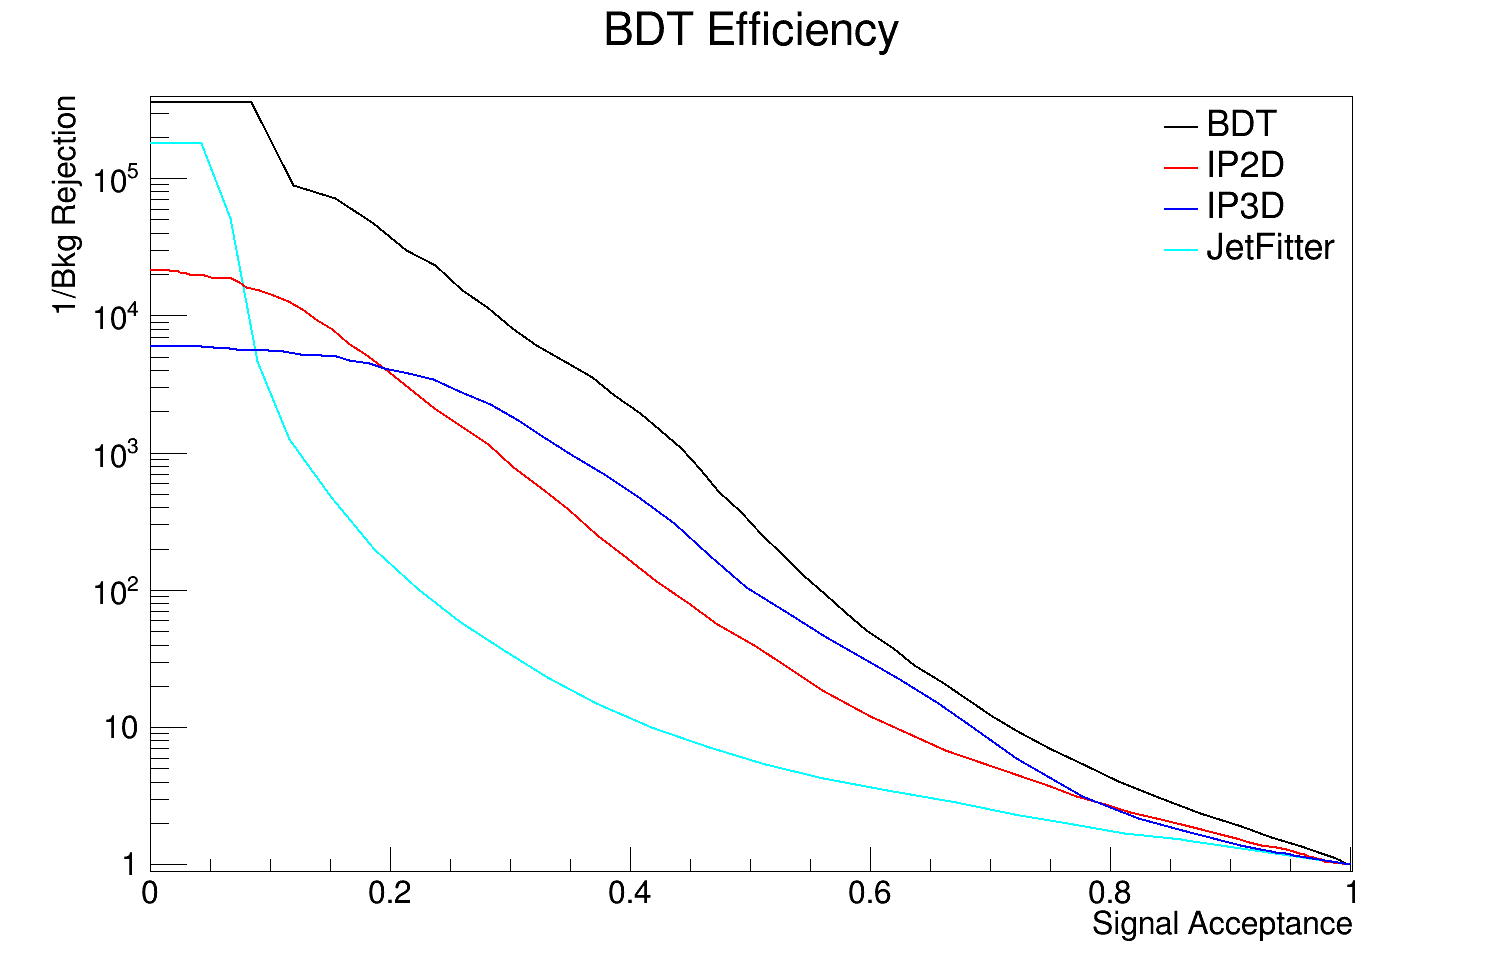 BDT Efficiency
1/Bkg Rejection
BDT
IP2D
IP3D
JetFitter
10⁵
10⁴
10³
10²
10
1
0 0.2 0.4 0.6 0.8 1
Signal Acceptance